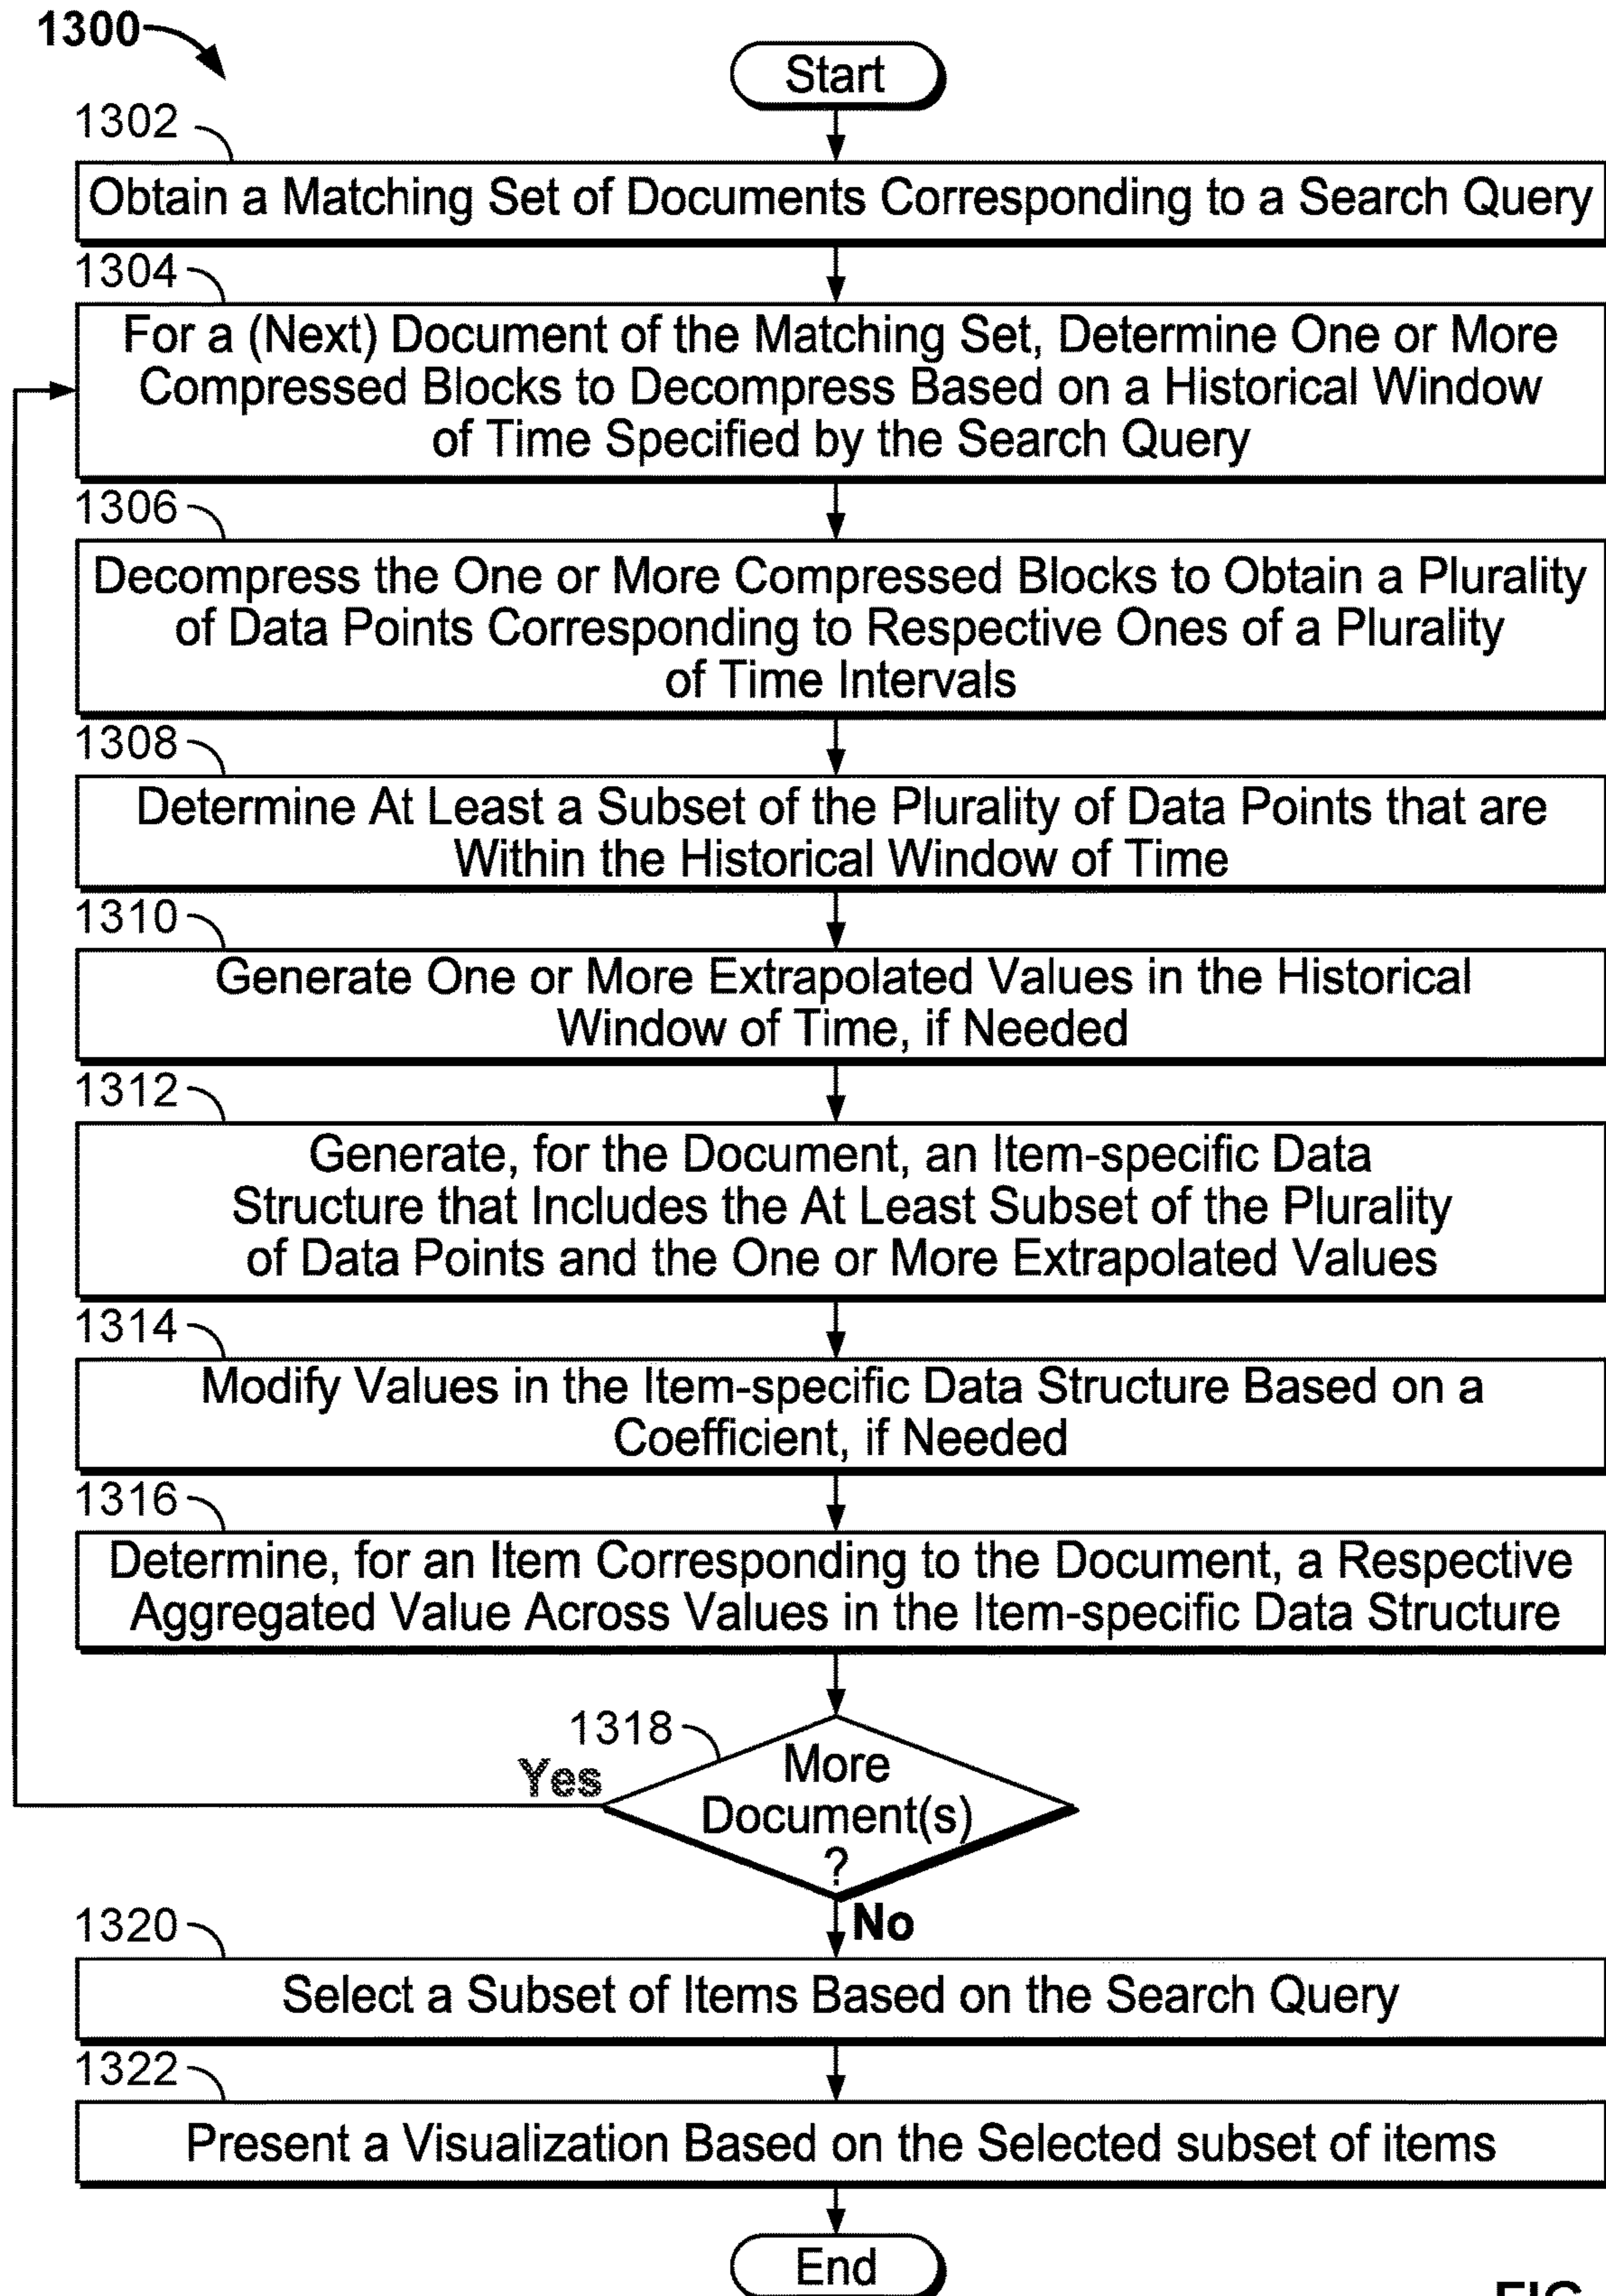 1300
Start
1302
Obtain a Matching Set of Documents Corresponding to a Search Query
1304
For a (Next) Document of the Matching Set, Determine One or More
Compressed Blocks to Decompress Based on a Historical Window
of Time Specified by the Search Query
1306
Decompress the One or More Compressed Blocks to Obtain a Plurality
of Data Points Corresponding to Respective Ones of a Plurality
of Time Intervals
1308
Determine At Least a Subset of the Plurality of Data Points that are
Within the Historical Window of Time
1310
Generate One or More Extrapolated Values in the Historical
Window of Time, if Needed
1312
Generate, for the Document, an Item-specific Data
Structure that Includes the At Least Subset of the Plurality
of Data Points and the One or More Extrapolated Values
1314
Modify Values in the Item-specific Data Structure Based on a
Coefficient, if Needed
1316
Determine, for an Item Corresponding to the Document, a Respective
Aggregated Value Across Values in the Item-specific Data Structure
1318
Yes
More
Document(s)
?
No
1320
Select a Subset of Items Based on the Search Query
1322
Present a Visualization Based on the Selected subset of items
End
FIG